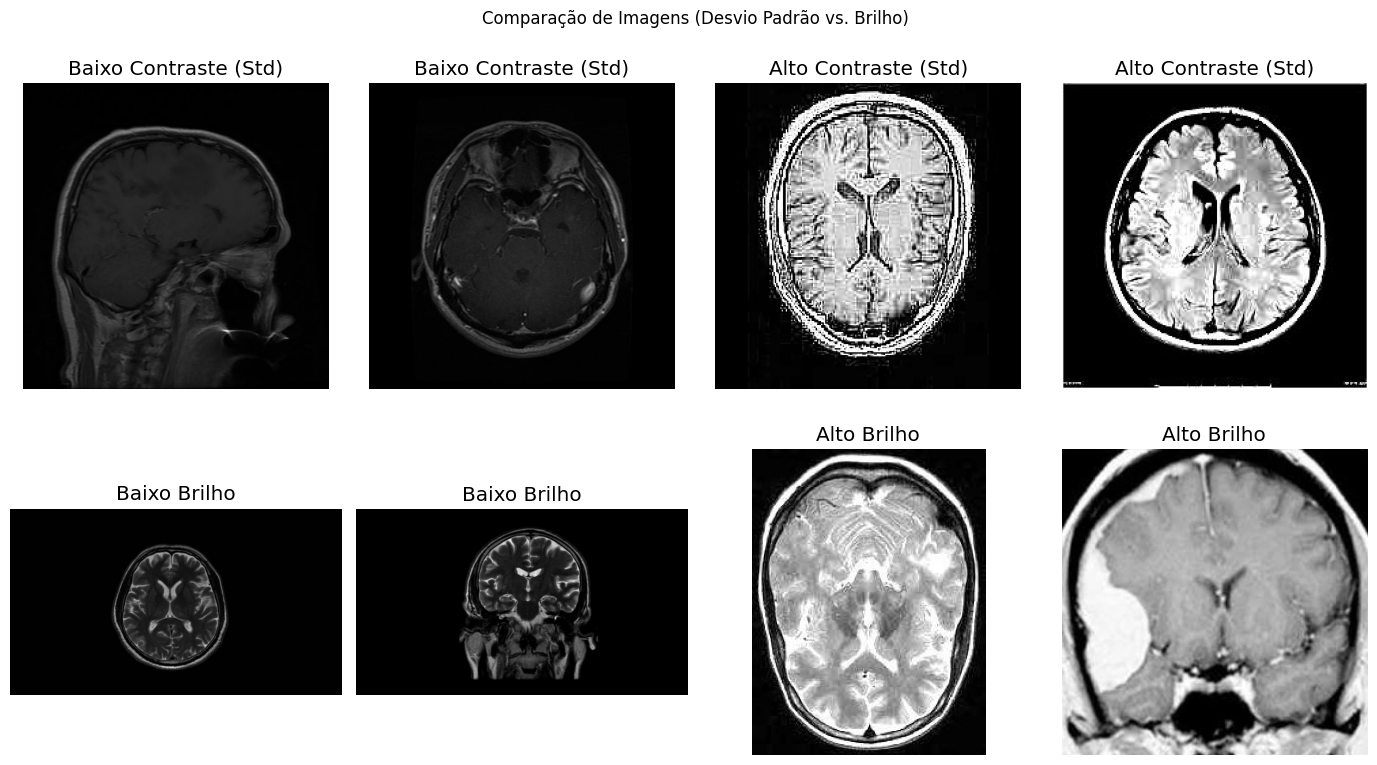 Comparação de Imagens (Desvio Padrão vs. Brilho)
Baixo Contraste (Std)
Baixo Contraste (Std)
Alto Contraste (Std)
Alto Contraste (Std)
Baixo Brilho
Baixo Brilho
Alto Brilho
Alto Brilho